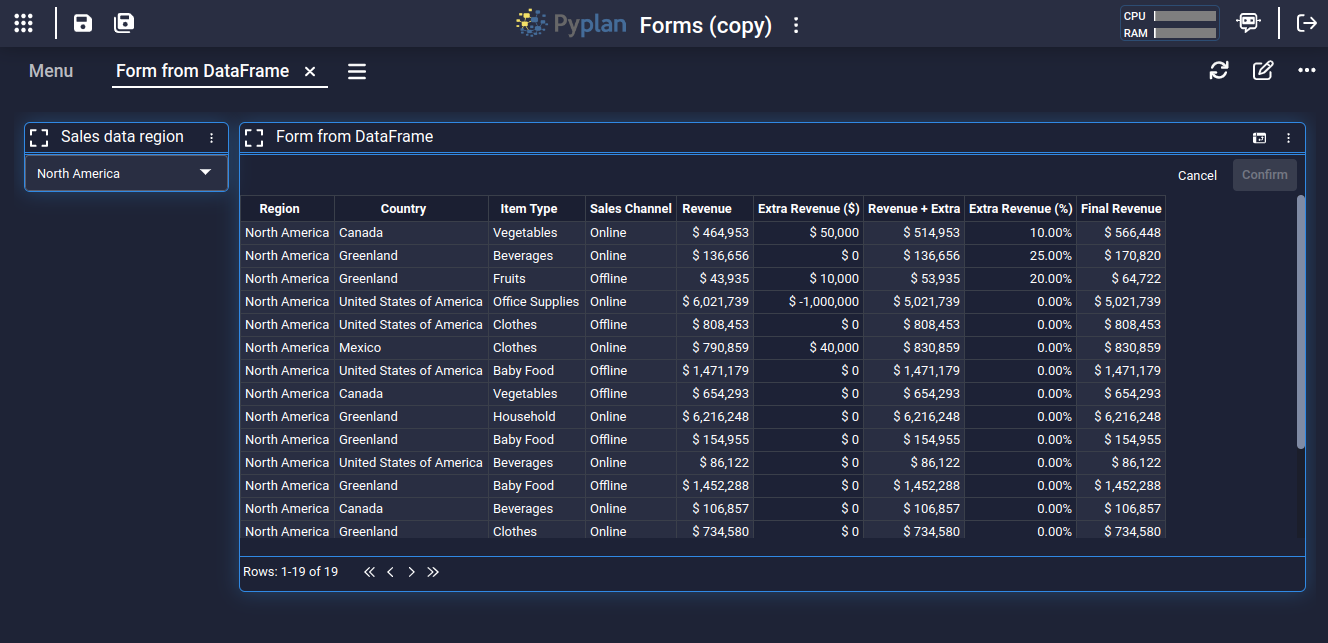 Pyplan Forms (copy)
CPU
RAM
Menu Form from DataFrame
Sales data region
North America
Form from DataFrame
Cancel Confirm
Region Country Item Type Sales Channel Revenue Extra Revenue ($) Revenue + Extra Extra Revenue (%) Final Revenue
North America Canada Vegetables Online $ 464,953 $ 50,000 $ 514,953 10.00% $ 566,448
North America Greenland Beverages Online $ 136,656 $ 0 $ 136,656 25.00% $ 170,820
North America Greenland Fruits Offline $ 43,935 $ 10,000 $ 53,935 20.00% $ 64,722
North America United States of America Office Supplies Online $ 6,021,739 $ -1,000,000 $ 5,021,739 0.00% $ 5,021,739
North America United States of America Clothes Offline $ 808,453 $ 0 $ 808,453 0.00% $ 808,453
North America Mexico Clothes Online $ 790,859 $ 40,000 $ 830,859 0.00% $ 830,859
North America United States of America Baby Food Offline $ 1,471,179 $ 0 $ 1,471,179 0.00% $ 1,471,179
North America Canada Vegetables Offline $ 654,293 $ 0 $ 654,293 0.00% $ 654,293
North America Greenland Household Online $ 6,216,248 $ 0 $ 6,216,248 0.00% $ 6,216,248
North America Greenland Baby Food Offline $ 154,955 $ 0 $ 154,955 0.00% $ 154,955
North America United States of America Beverages Online $ 86,122 $ 0 $ 86,122 0.00% $ 86,122
North America Greenland Baby Food Offline $ 1,452,288 $ 0 $ 1,452,288 0.00% $ 1,452,288
North America Canada Beverages Online $ 106,857 $ 0 $ 106,857 0.00% $ 106,857
North America Greenland Clothes Online $ 734,580 $ 0 $ 734,580 0.00% $ 734,580
Rows: 1-19 of 19